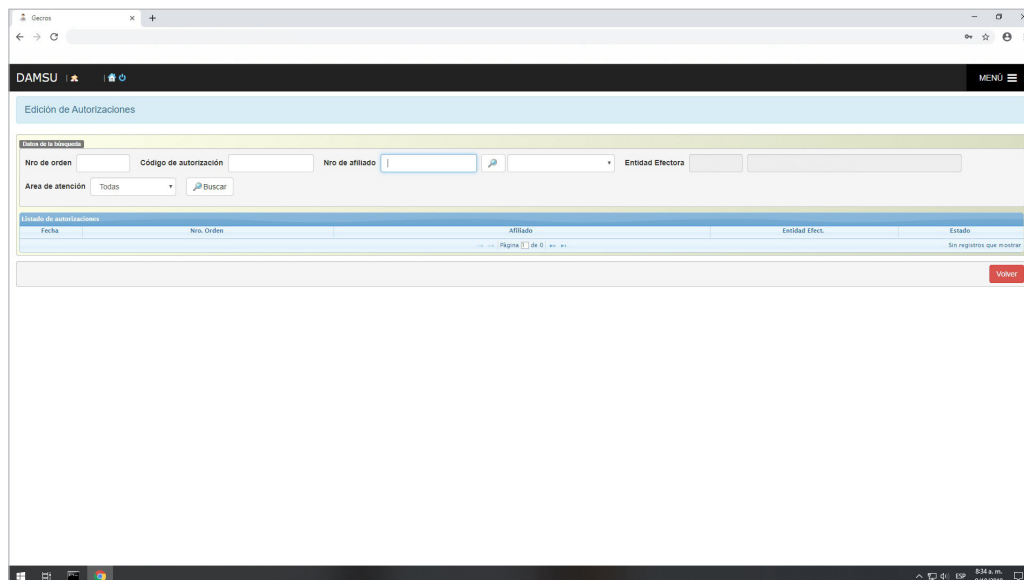 Gecros
DAMSU
MENÚ
Edición de Autorizaciones
Datos de la búsqueda
Nro de orden Código de autorización Nro de afiliado Entidad Efectora
Area de atención Todas Buscar
Listado de autorizaciones
Fecha Nro. Orden Afiliado Entidad Efect. Estado
Página 1 de 0 Sin registros que mostrar
Volver
ESP 8:34 a. m.